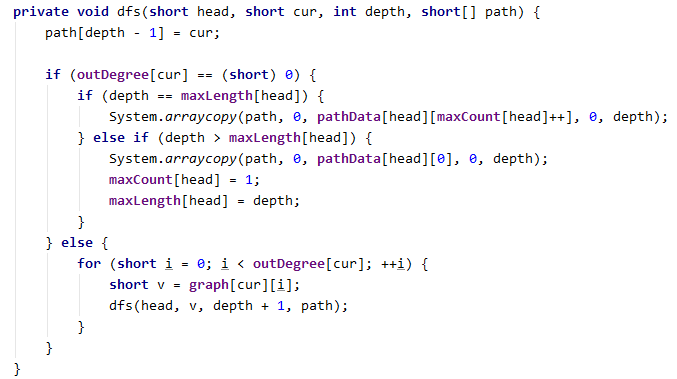 private void dfs(short head, short cur, int depth, short[] path) {
    path[depth - 1] = cur;

    if (outDegree[cur] == (short) 0) {
        if (depth == maxLength[head]) {
            System.arraycopy(path, 0, pathData[head][maxCount[head]++], 0, depth);
        } else if (depth > maxLength[head]) {
            System.arraycopy(path, 0, pathData[head][0], 0, depth);
            maxCount[head] = 1;
            maxLength[head] = depth;
        }
    } else {
        for (short i = 0; i < outDegree[cur]; ++i) {
            short v = graph[cur][i];
            dfs(head, v, depth + 1, path);
        }
    }
}